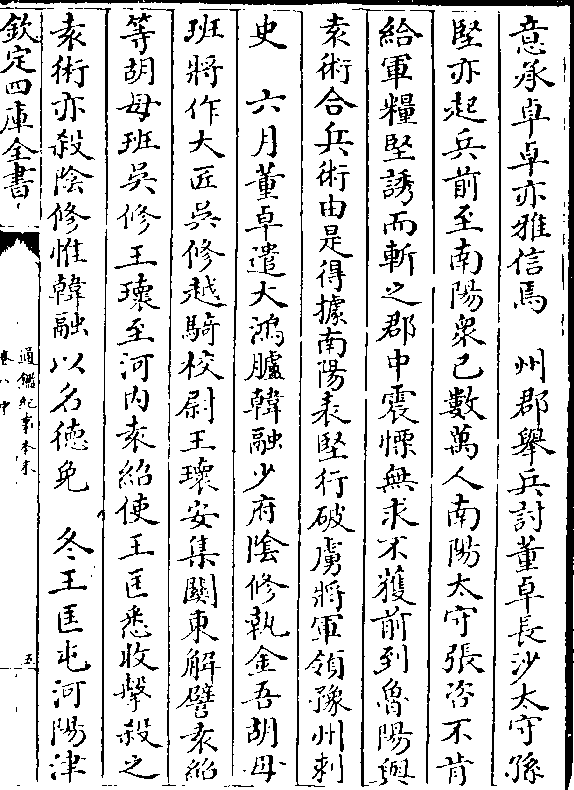 意承卓卓亦雅信焉　州郡舉兵討董卓長沙太守孫
堅亦起兵前至南陽衆已數萬人南陽太守張咨不肯
給軍糧堅誘而斬之郡中震慄無求不獲前到魯陽與
袁術合兵術由是得據南陽表堅行破虜將軍領豫州刺
史　六月董卓遣大鴻臚韓融少府陰修執金吾胡母
班將作大匠吳修越騎校尉王瓌安集關東解譬袁紹
等胡母班吳修王瓌至河内袁紹使王匡悉收擊殺之
袁術亦殺陰修惟韓融以名德免　冬王匡屯河陽津
欽定四庫全書
通鑑紀事本末
卷八中
五